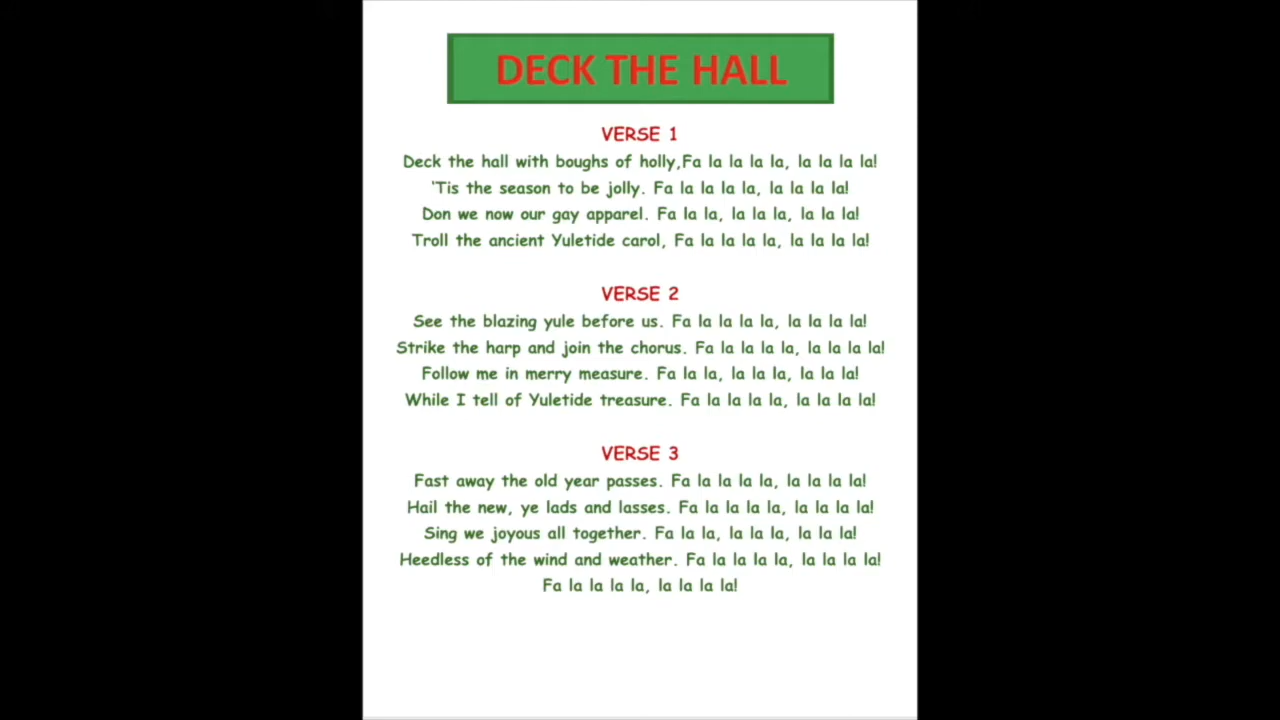 DECK THE HALL
VERSE 1
Deck the hall with boughs of holly,Fa la la la la, la la la la!
'Tis the season to be jolly. Fa la la la la, la la la la!
Don we now our gay apparel. Fa la la, la la la, la la la!
Troll the ancient Yuletide carol, Fa la la la la, la la la la!
VERSE 2
See the blazing yule before us. Fa la la la la, la la la la!
Strike the harp and join the chorus. Fa la la la la, la la la la!
Follow me in merry measure. Fa la la, la la la, la la la!
While I tell of Yuletide treasure. Fa la la la la, la la la la!
VERSE 3
Fast away the old year passes. Fa la la la la, la la la la!
Hail the new, ye lads and lasses. Fa la la la la, la la la la!
Sing we joyous all together. Fa la la, la la la, la la la!
Heedless of the wind and weather. Fa la la la la, la la la la!
Fa la la la la, la la la la!